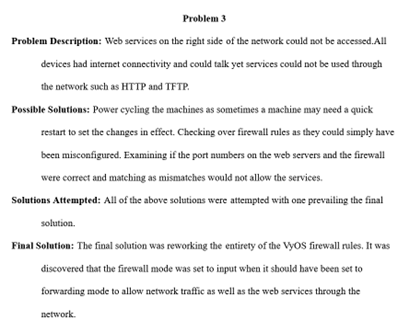 Problem 3
Problem Description: Web services on the right side of the network could not be accessed.All
devices had internet connectivity and could talk yet services could not be used through
the network such as HTTP and TFTP.
Possible Solutions: Power cycling the machines as sometimes a machine may need a quick
restart to set the changes in effect. Checking over firewall rules as they could simply have
been misconfigured. Examining if the port numbers on the web servers and the firewall
were correct and matching as mismatches would not allow the services.
Solutions Attempted: All of the above solutions were attempted with one prevailing the final
solution.
Final Solution: The final solution was reworking the entirety of the VyOS firewall rules. It was
discovered that the firewall mode was set to input when it should have been set to
forwarding mode to allow network traffic as well as the web services through the
network.